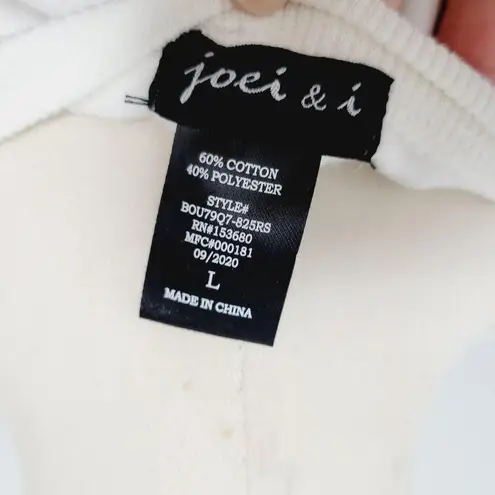 joei & i
60% COTTON
40% POLYESTER
STYLE#
BOU79Q7-825RS
RN#153680
MFC#000181
09/2020
L
MADE IN CHINA